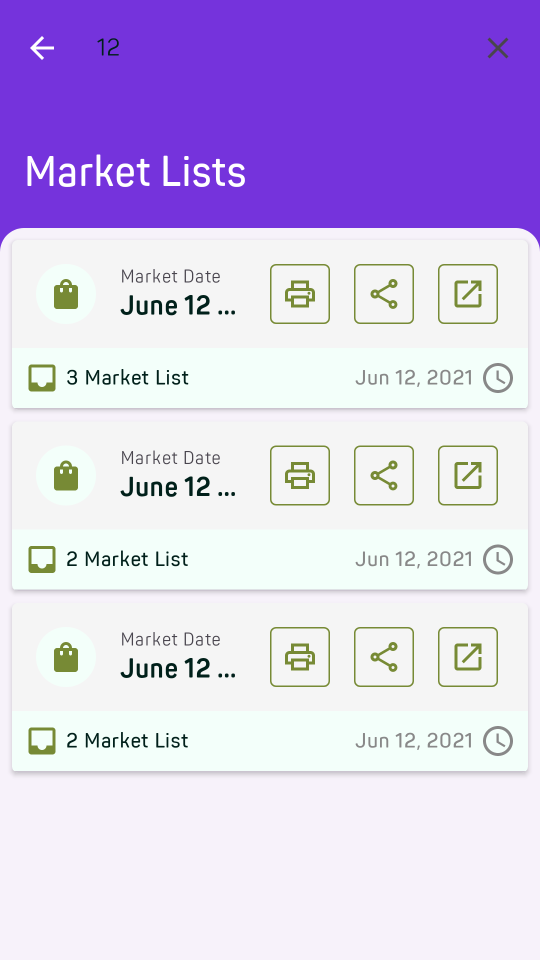 12
Market Lists
Market Date
June 12 ...
3 Market List
Jun 12, 2021
Market Date
June 12 ...
2 Market List
Jun 12, 2021
Market Date
June 12 ...
2 Market List
Jun 12, 2021